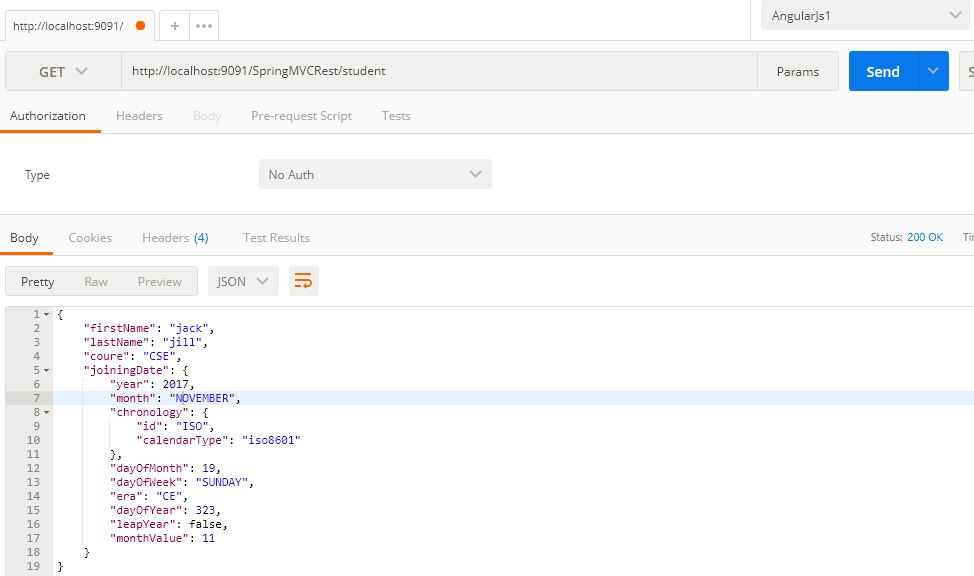 http://localhost:9091/
+
•••
AngularJs1
GET http://localhost:9091/SpringMVCRest/student Params Send S
Authorization Headers Body Pre-request Script Tests
Type No Auth
Body Cookies Headers (4) Test Results Status: 200 OK Tir
Pretty Raw Preview JSON
1 {
2 "firstName": "jack",
3 "lastName": "jill",
4 "coure": "CSE",
5 "joiningDate": {
6 "year": 2017,
7 "month": "NOVEMBER",
8 "chronology": {
9 "id": "ISO",
10 "calendarType": "iso8601"
11 },
12 "dayOfMonth": 19,
13 "dayOfWeek": "SUNDAY",
14 "era": "CE",
15 "dayOfYear": 323,
16 "leapYear": false,
17 "monthValue": 11
18 }
19 }